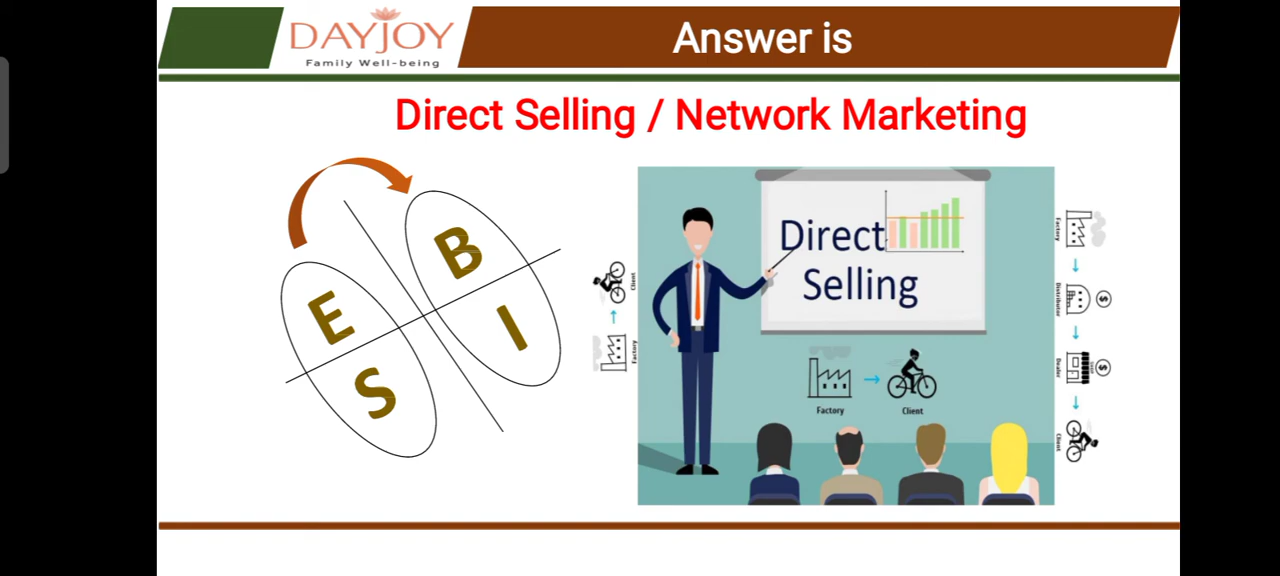 DAYJOY
Family Well-being
Answer is
Direct Selling / Network Marketing
E
S
B
I
Client
Factory
Direct
Selling
Factory
Client
Factory
Distributor
$
Dealer
$
Client